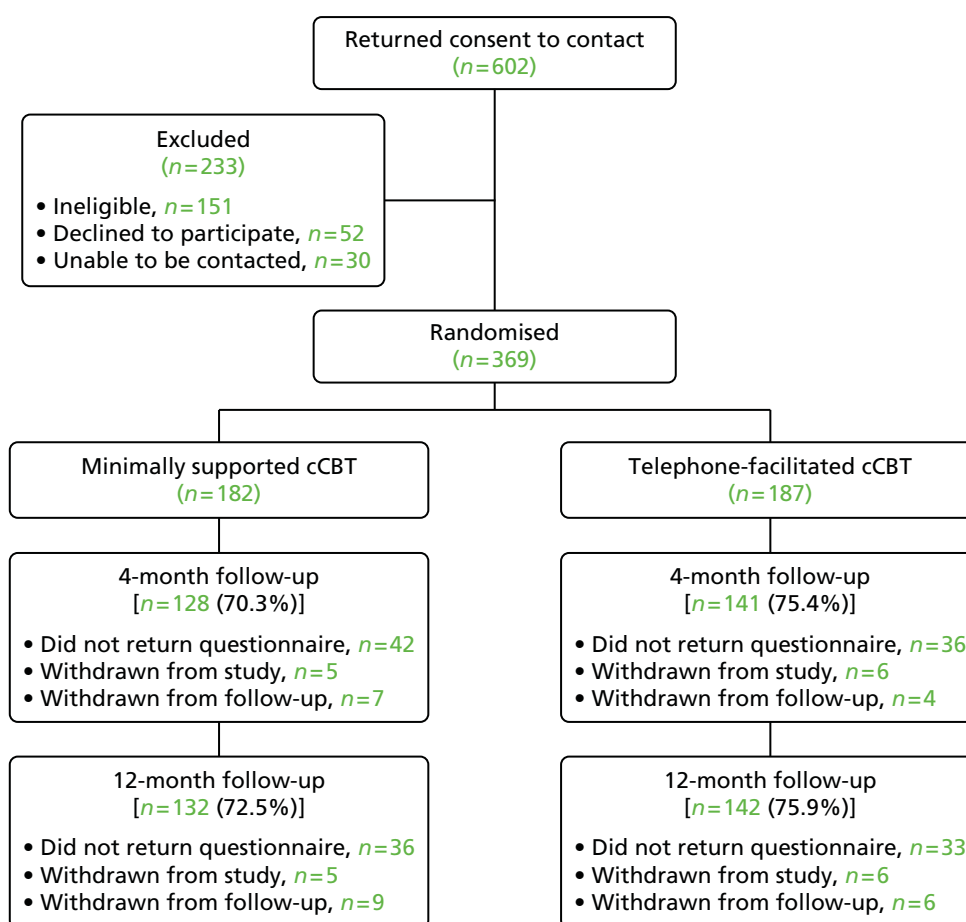 Returned consent to contact
(n=602)
Excluded
(n=233)
• Ineligible, n=151
• Declined to participate, n=52
• Unable to be contacted, n=30
Randomised
(n=369)
Minimally supported cCBT
(n=182)
Telephone-facilitated cCBT
(n=187)
4-month follow-up
[n=128 (70.3%)]
• Did not return questionnaire, n=42
• Withdrawn from study, n=5
• Withdrawn from follow-up, n=7
4-month follow-up
[n=141 (75.4%)]
• Did not return questionnaire, n=36
• Withdrawn from study, n=6
• Withdrawn from follow-up, n=4
12-month follow-up
[n=132 (72.5%)]
• Did not return questionnaire, n=36
• Withdrawn from study, n=5
• Withdrawn from follow-up, n=9
12-month follow-up
[n=142 (75.9%)]
• Did not return questionnaire, n=33
• Withdrawn from study, n=6
• Withdrawn from follow-up, n=6